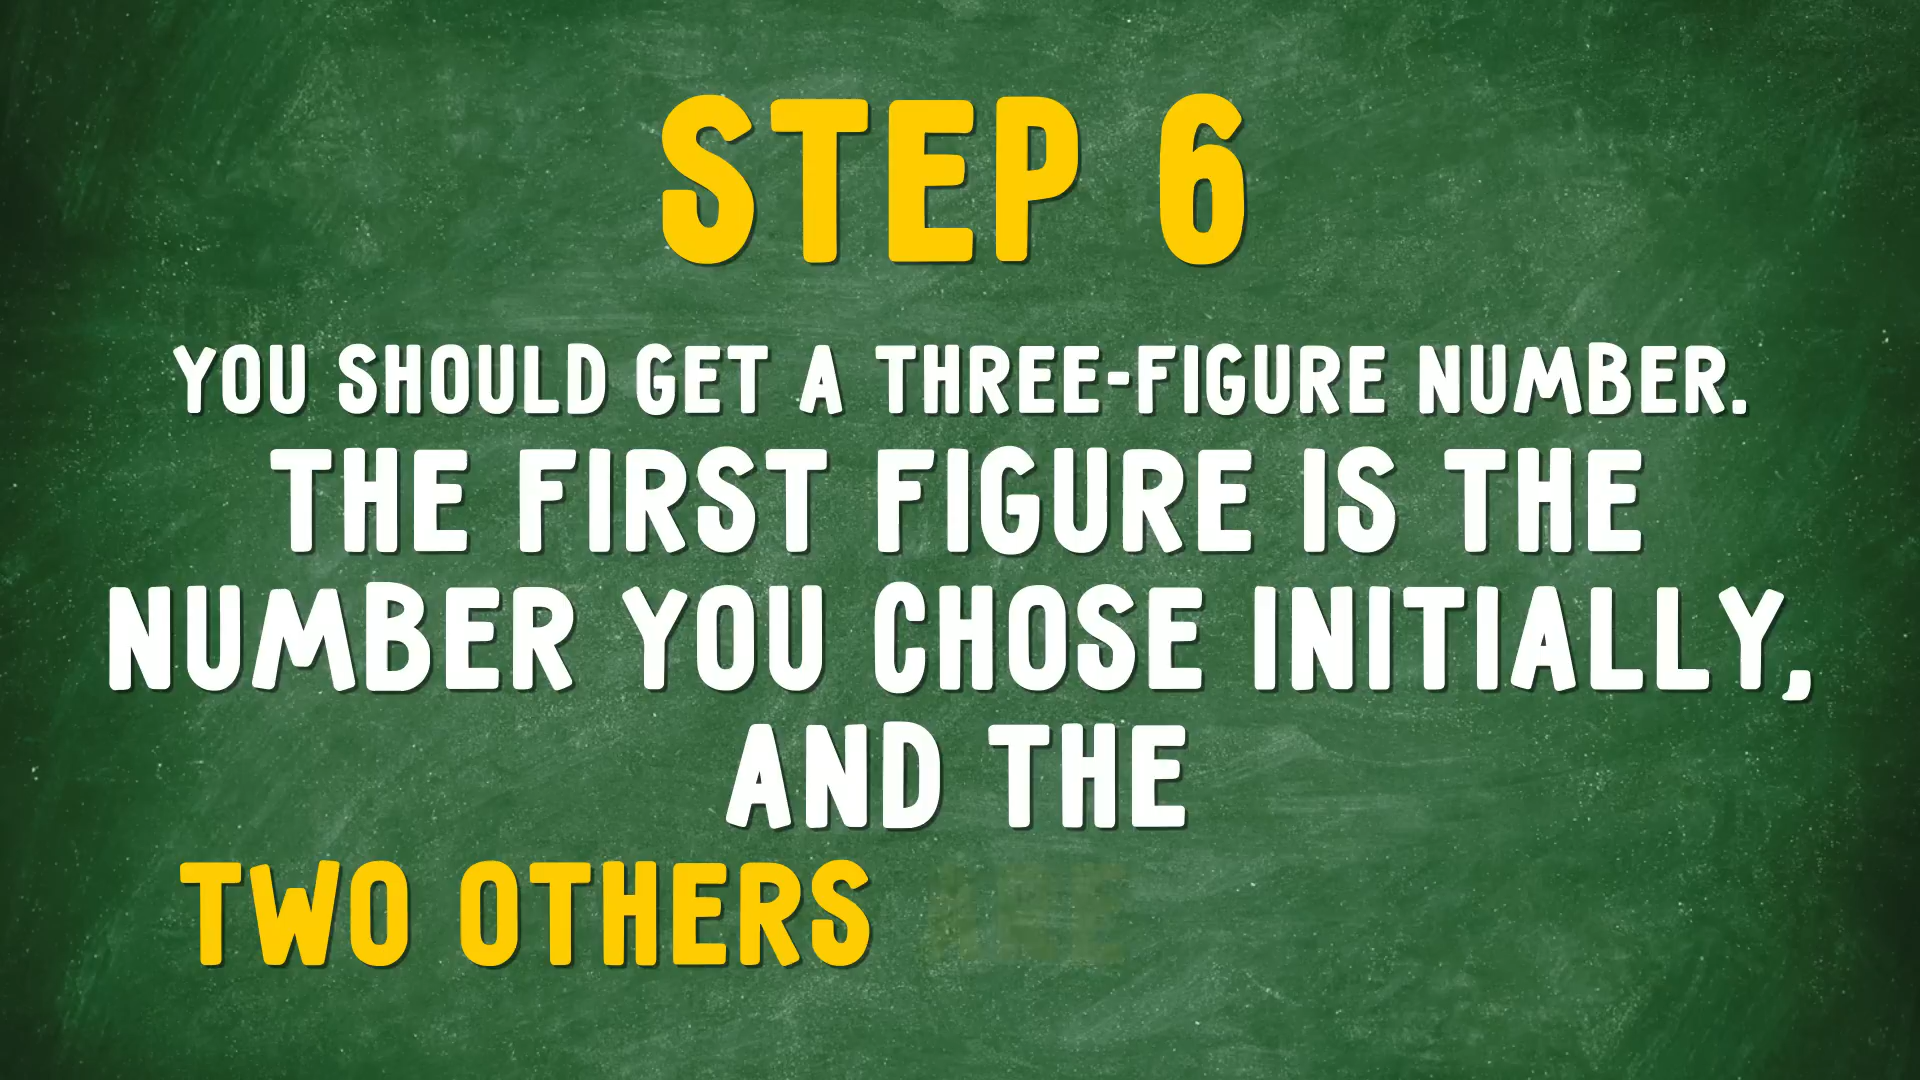 STEP 6
YOU SHOULD GET A THREE-FIGURE NUMBER.
THE FIRST FIGURE IS THE
NUMBER YOU CHOSE INITIALLY,
AND THE
TWO OTHERS ARE